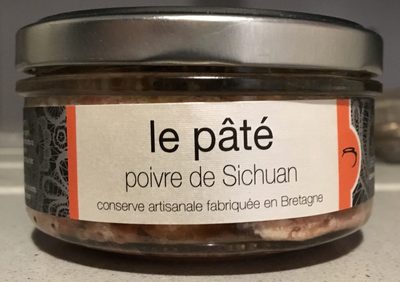 le pâté
poivre de Sichuan
conserve artisanale fabriquée en Bretagne